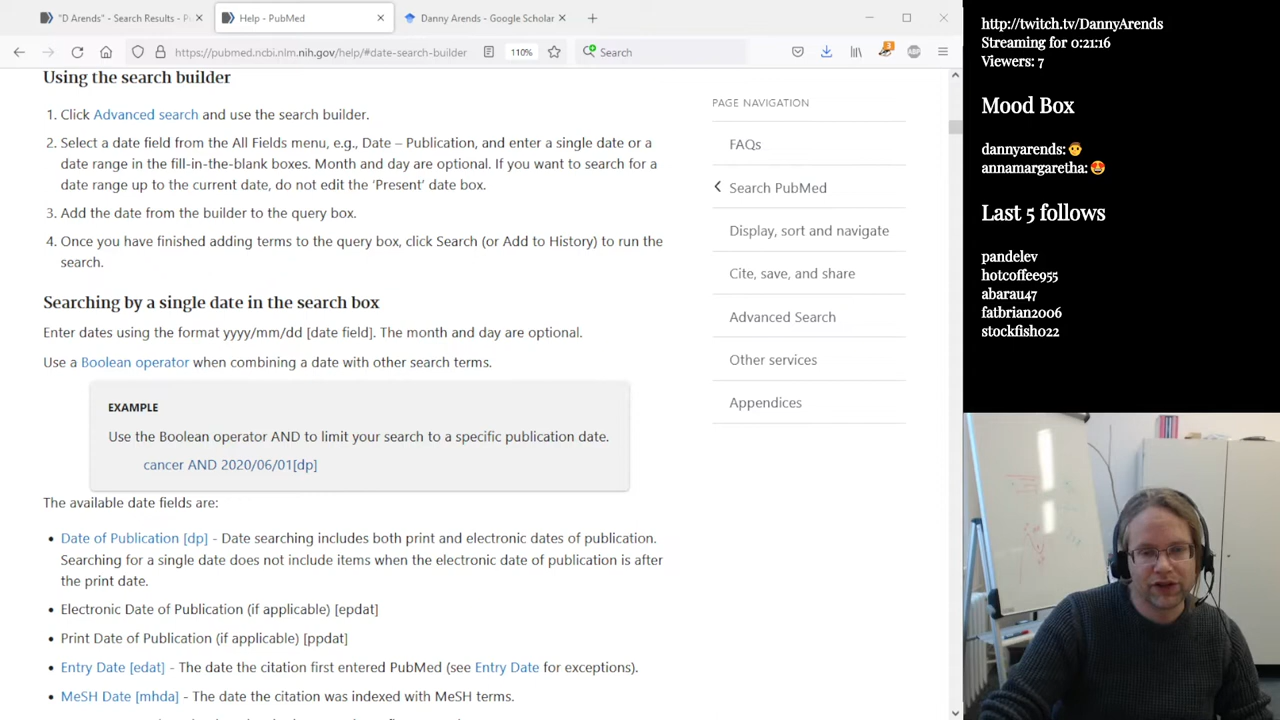 "D Arends" - Search Results - Pu
Help - PubMed
Danny Arends - Google Scholar
https://pubmed.ncbi.nlm.nih.gov/help/#date-search-builder
110%
Search
3
ABP
Using the search builder
1. Click Advanced search and use the search builder.
2. Select a date field from the All Fields menu, e.g., Date – Publication, and enter a single date or a
date range in the fill-in-the-blank boxes. Month and day are optional. If you want to search for a
date range up to the current date, do not edit the ‘Present’ date box.
3. Add the date from the builder to the query box.
4. Once you have finished adding terms to the query box, click Search (or Add to History) to run the
search.
Searching by a single date in the search box
Enter dates using the format yyyy/mm/dd [date field]. The month and day are optional.
Use a Boolean operator when combining a date with other search terms.
EXAMPLE
Use the Boolean operator AND to limit your search to a specific publication date.
cancer AND 2020/06/01[dp]
The available date fields are:
• Date of Publication [dp] - Date searching includes both print and electronic dates of publication.
Searching for a single date does not include items when the electronic date of publication is after
the print date.
• Electronic Date of Publication (if applicable) [epdat]
• Print Date of Publication (if applicable) [ppdat]
• Entry Date [edat] - The date the citation first entered PubMed (see Entry Date for exceptions).
• MeSH Date [mhda] - The date the citation was indexed with MeSH terms.
PAGE NAVIGATION
FAQs
Search PubMed
Display, sort and navigate
Cite, save, and share
Advanced Search
Other services
Appendices
http://twitch.tv/DannyArends
Streaming for 0:21:16
Viewers: 7
Mood Box
dannyarends:
annamargaretha:
Last 5 follows
pandelev
hotcoffee955
abarau47
fatbrian2006
stockfish022